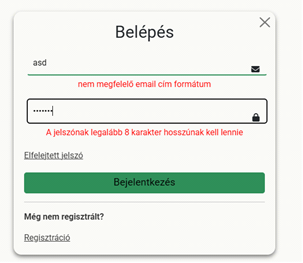 Belépés
asd
nem megfelelő email cím formátum
•••••••
A jelszónak legalább 8 karakter hosszúnak kell lennie
Elfelejtett jelszó
Bejelentkezés
Még nem regisztrált?
Regisztráció